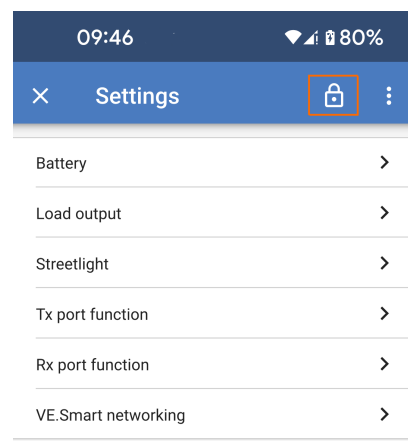 09:46 80%
Settings
Battery
Load output
Streetlight
Tx port function
Rx port function
VE.Smart networking